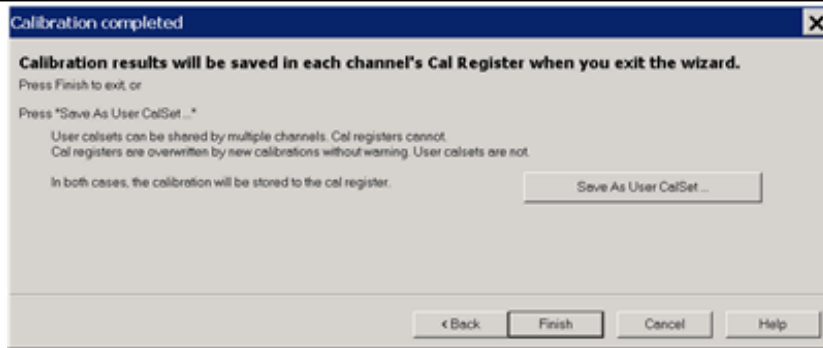 Calibration completed
Calibration results will be saved in each channel's Cal Register when you exit the wizard.
Press Finish to exit, or
Press "Save As User CalSet..."
User calsets can be shared by multiple channels. Cal registers cannot.
Cal registers are overwritten by new calibrations without warning. User calsets are not.
In both cases, the calibration will be stored to the cal register.
Save As User CalSet...
< Back
Finish
Cancel
Help